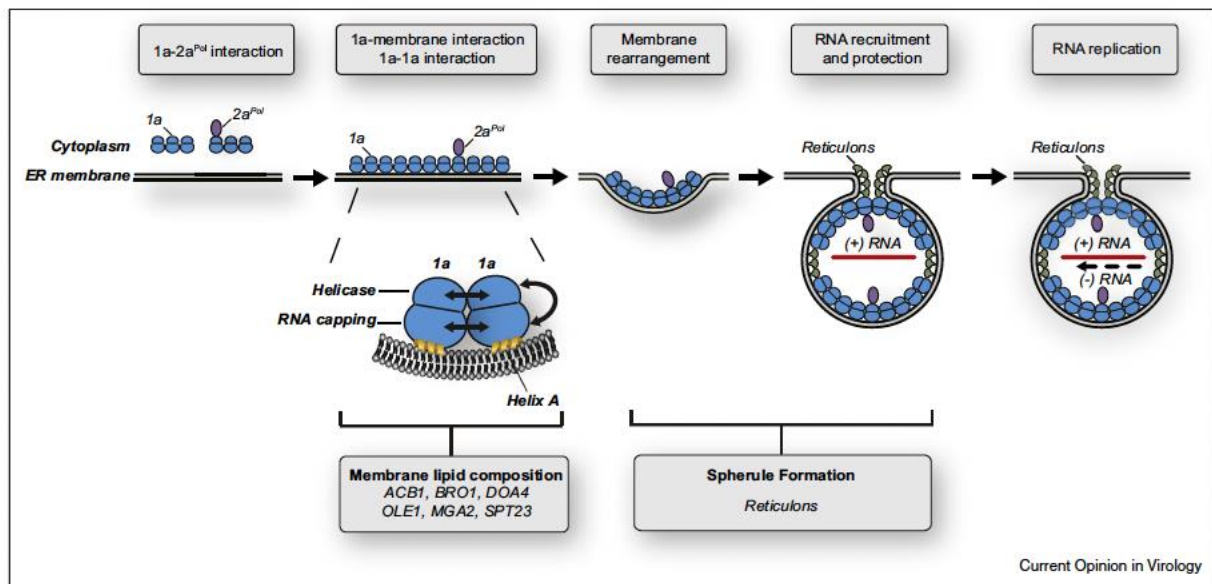 1a-2a^Pol interaction
1a-membrane interaction
1a-1a interaction
Membrane
rearrangement
RNA recruitment
and protection
RNA replication
1a
2a^Pol
Cytoplasm
ER membrane
1a
2a^Pol
Reticulons
(+) RNA
Reticulons
(+) RNA
(-) RNA
1a 1a
Helicase
RNA capping
Helix A
Membrane lipid composition
ACB1, BRO1, DOA4
OLE1, MGA2, SPT23
Spherule Formation
Reticulons
Current Opinion in Virology